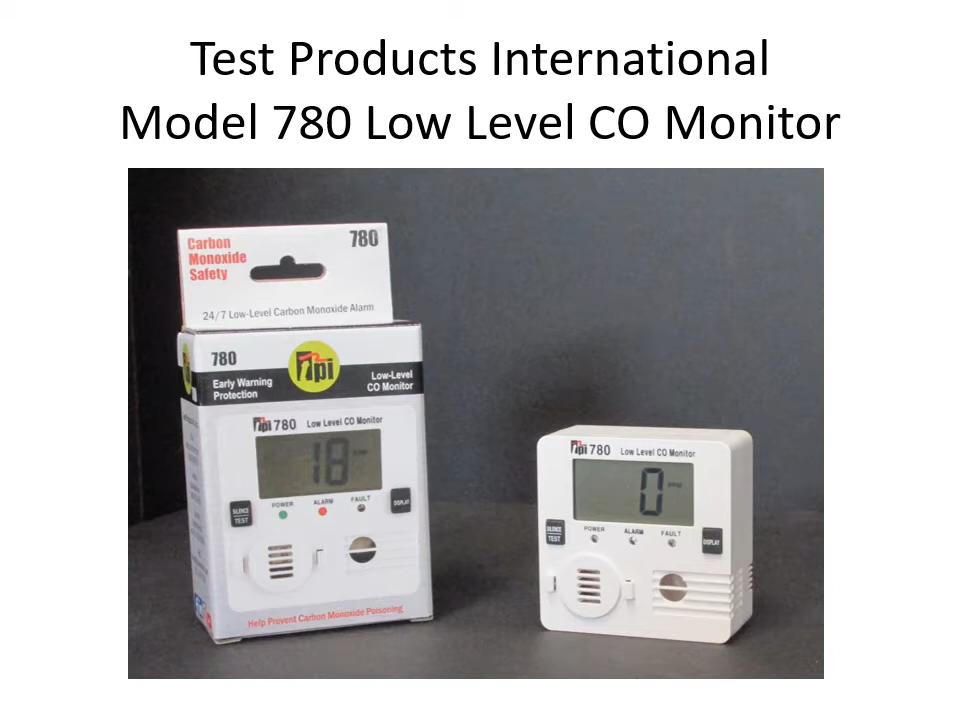 Test Products International
Model 780 Low Level CO Monitor
Carbon
Monoxide
Safety
780
24/7 Low-Level Carbon Monoxide Alarm
780
tpi
Early Warning
Protection
Low-Level
CO Monitor
tpi 780 Low Level CO Monitor
18 PPM
POWER ALARM FAULT
SILENCE
TEST
DISPLAY
Help Prevent Carbon Monoxide Poisoning
tpi 780 Low Level CO Monitor
0 PPM
SILENCE
TEST
POWER ALARM FAULT
DISPLAY